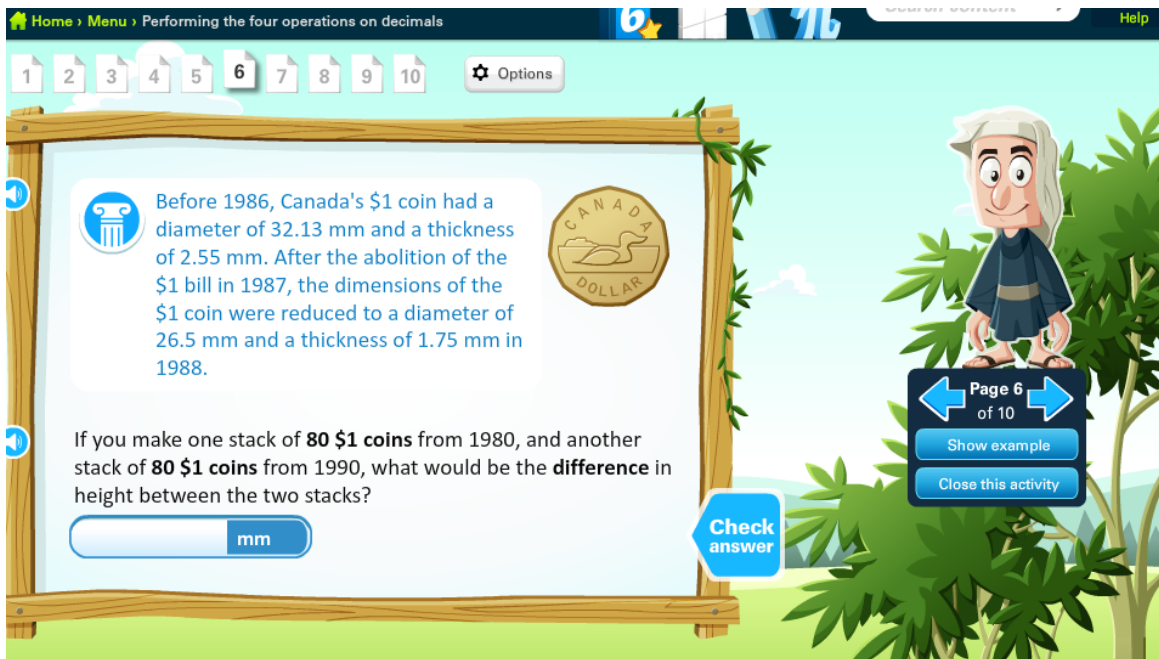 Home › Menu › Performing the four operations on decimals
Help
1 2 3 4 5 6 7 8 9 10
Options
Before 1986, Canada's $1 coin had a
diameter of 32.13 mm and a thickness
of 2.55 mm. After the abolition of the
$1 bill in 1987, the dimensions of the
$1 coin were reduced to a diameter of
26.5 mm and a thickness of 1.75 mm in
1988.
CANADA
DOLLAR
If you make one stack of 80 $1 coins from 1980, and another
stack of 80 $1 coins from 1990, what would be the difference in
height between the two stacks?
mm
Check
answer
Page 6
of 10
Show example
Close this activity